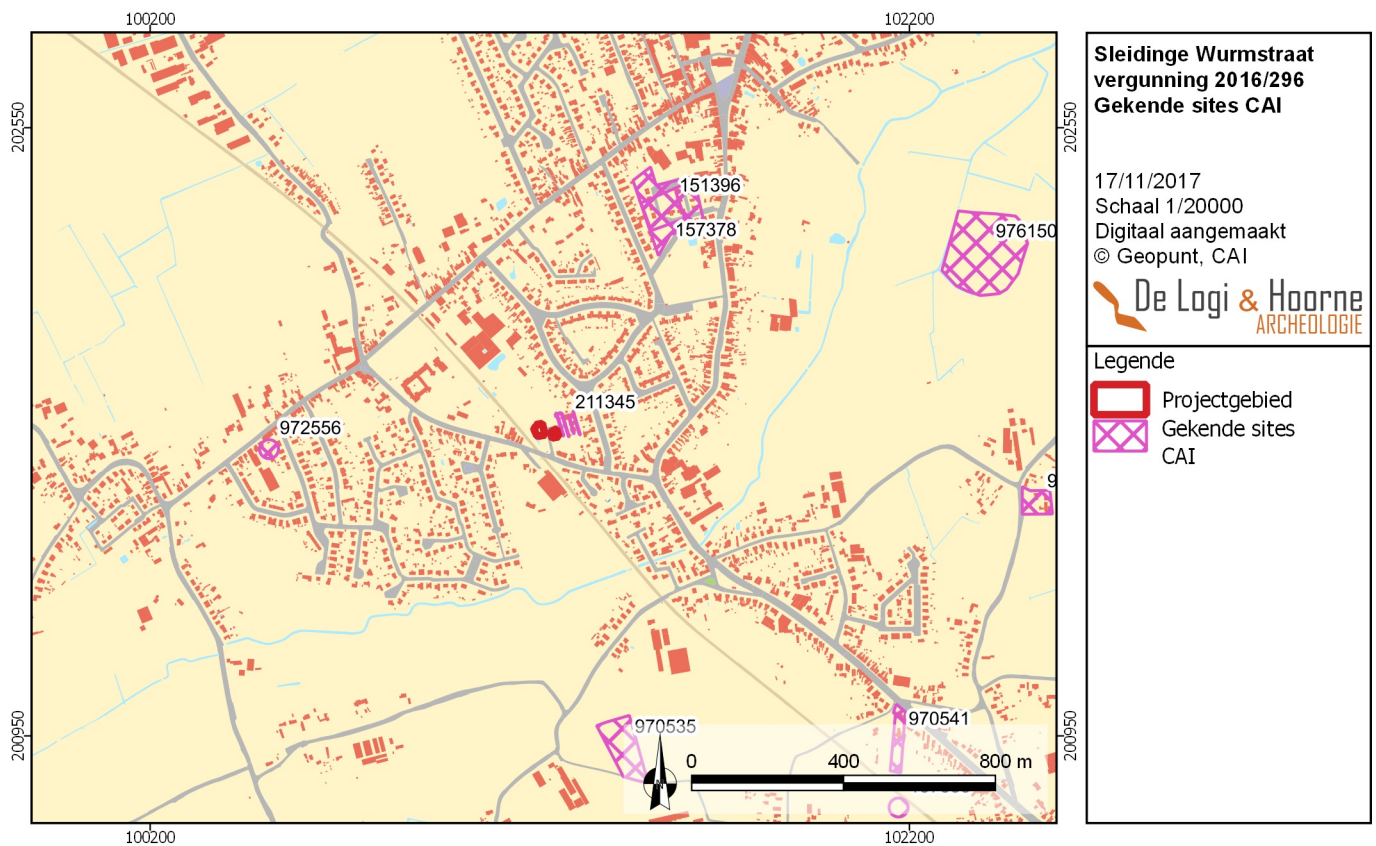 100200
102200
202550
202550
151396
157378
976150
211345
972556
9
970535
970541
200950
200950
0
400
800 m
N
100200
102200
Sleidinge Wurmstraat
vergunning 2016/296
Gekende sites CAI
17/11/2017
Schaal 1/20000
Digitaal aangemaakt
© Geopunt, CAI
De Logi & Hoorne
ARCHEOLOGIE
Legende
Projectgebied
Gekende sites
CAI